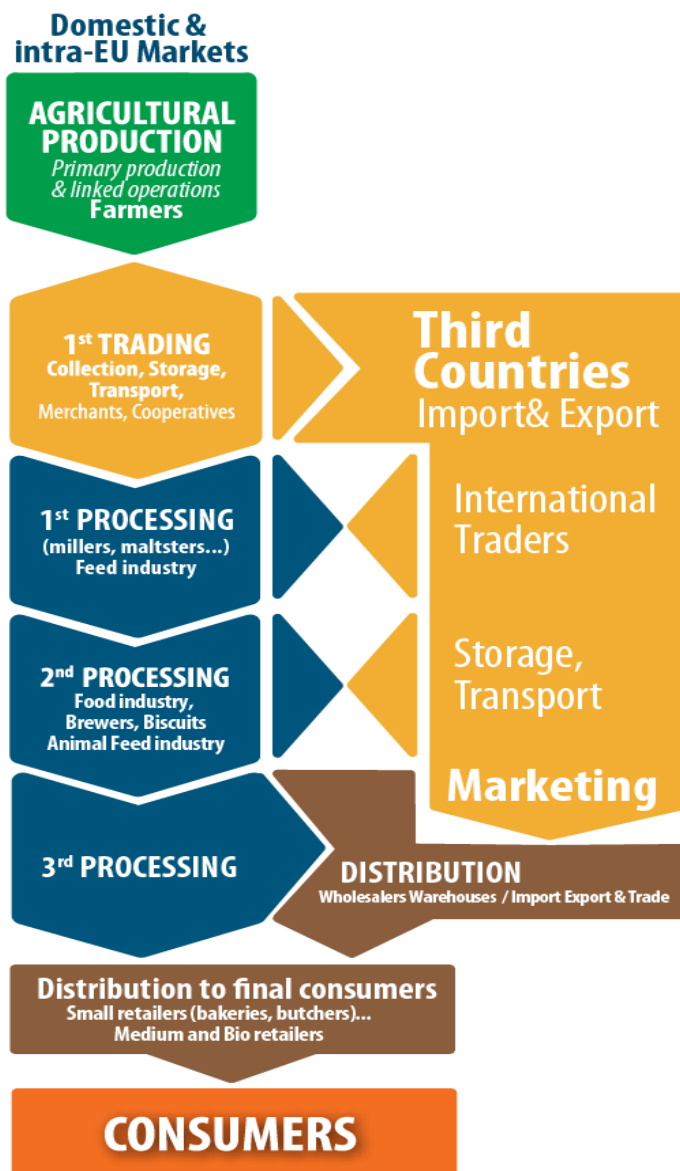 Domestic &
intra-EU Markets
AGRICULTURAL
PRODUCTION
Primary production
& linked operations
Farmers
1st TRADING
Collection, Storage,
Transport,
Merchants, Cooperatives
Third
Countries
Import& Export
1st PROCESSING
(millers, maltsters...)
Feed industry
International
Traders
2nd PROCESSING
Food industry,
Brewers, Biscuits
Animal Feed industry
Storage,
Transport
Marketing
3rd PROCESSING
DISTRIBUTION
Wholesalers Warehouses / Import Export & Trade
Distribution to final consumers
Small retailers (bakeries, butchers)...
Medium and Bio retailers
CONSUMERS